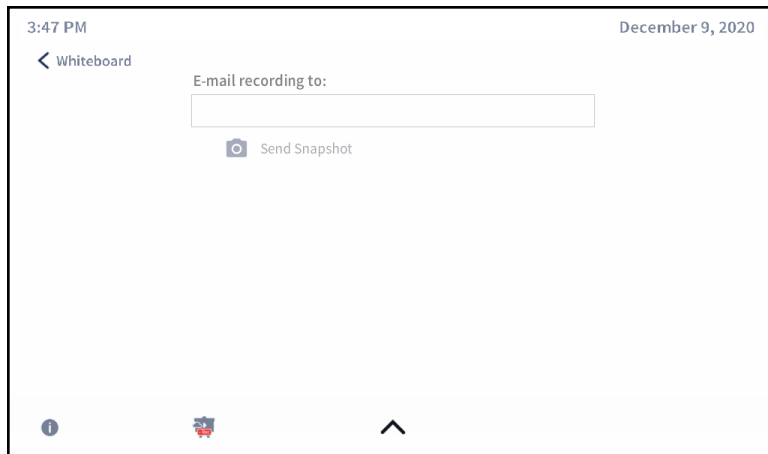 3:47 PM
December 9, 2020
Whiteboard
E-mail recording to:
Send Snapshot